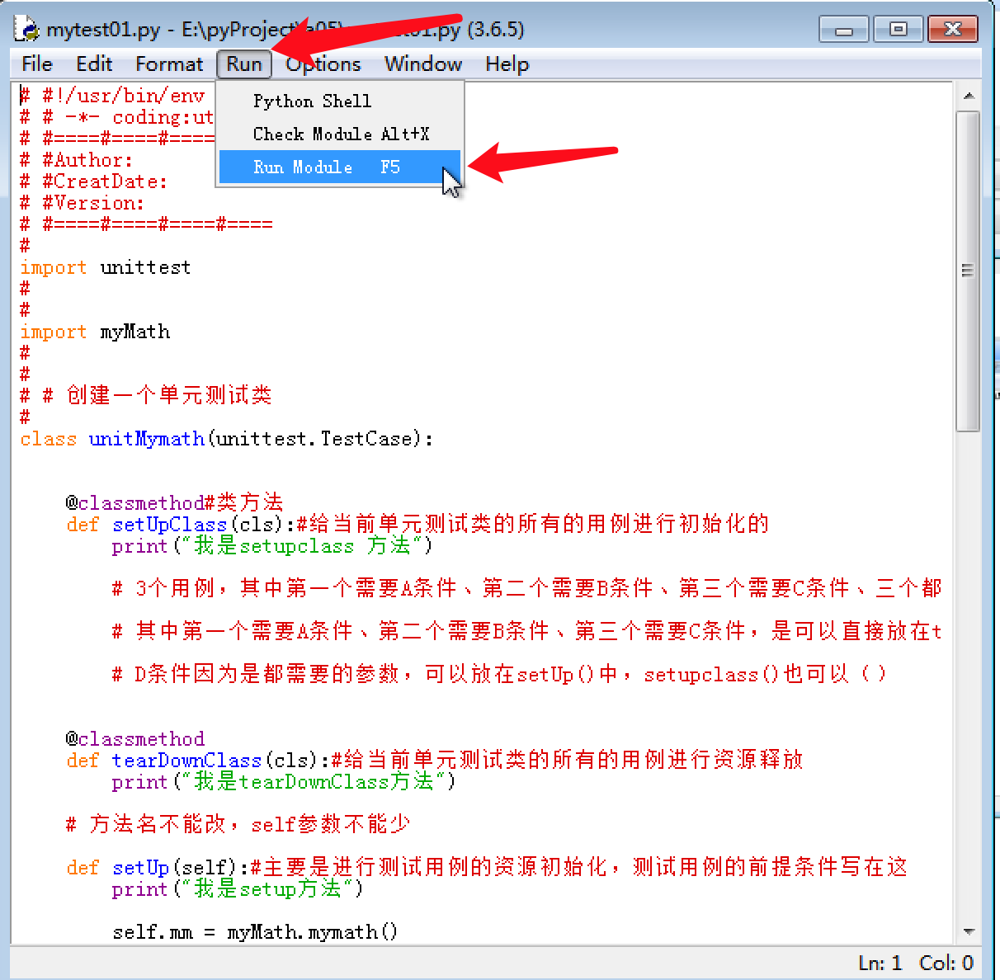 mytest01.py - E:\pyProject\a05\ 01.py (3.6.5)
File Edit Format Run Options Window Help
# #!/usr/bin/env
Python Shell
# # -*- coding:ut
Check Module Alt+X
# #====#====#====
# #Author:
Run Module F5
# #CreatDate:
# #Version:
# #====#====#====#====
#
import unittest
#
#
import myMath
#
#
# # 创建一个单元测试类
#
class unitMymath(unittest.TestCase):
@classmethod#类方法
def setUpClass(cls):#给当前单元测试类的所有的用例进行初始化的
print("我是setupclass 方法")
# 3个用例，其中第一个需要A条件、第二个需要B条件、第三个需要C条件、三个都
# 其中第一个需要A条件、第二个需要B条件、第三个需要C条件，是可以直接放在t
# D条件因为是都需要的参数，可以放在setUp()中，setupclass()也可以（）
@classmethod
def tearDownClass(cls):#给当前单元测试类的所有的用例进行资源释放
print("我是tearDownClass方法")
# 方法名不能改，self参数不能少
def setUp(self):#主要是进行测试用例的资源初始化，测试用例的前提条件写在这
print("我是setup方法")
self.mm = myMath.mymath()
Ln: 1 Col: 0